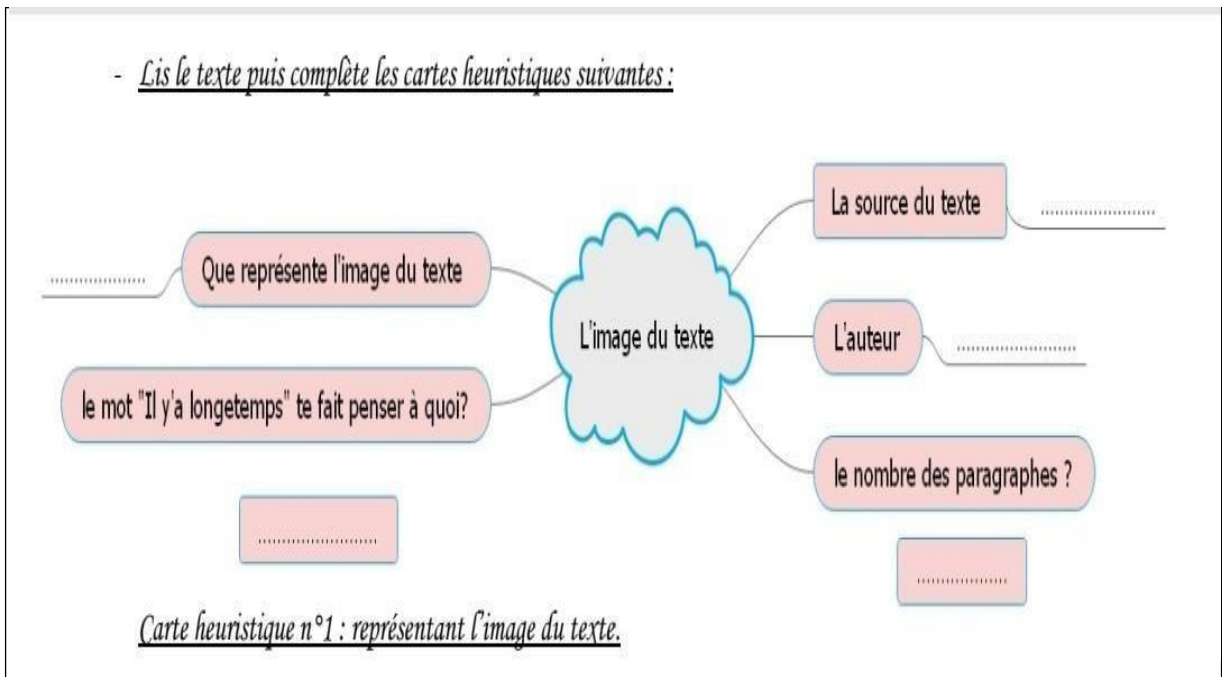 - Lis le texte puis complète les cartes heuristiques suivantes :
La source du texte
.......................
Que représente l'image du texte
...................
L'image du texte
L'auteur
........................
le mot "Il y'a longetemps" te fait penser à quoi?
le nombre des paragraphes ?
........................
..................
Carte heuristique n°1 : représentant l'image du texte.